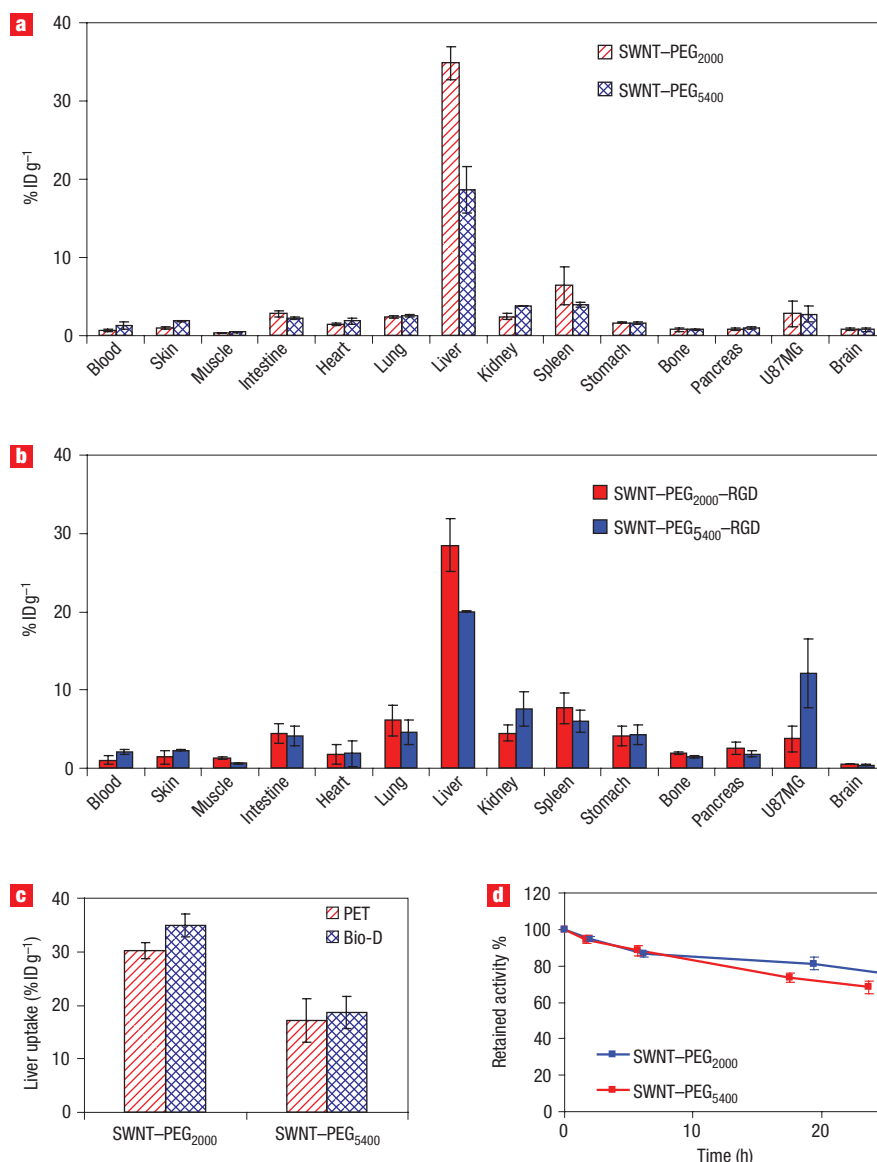 a
40
30
20
10
0
% ID g⁻¹
SWNT–PEG₂₀₀₀
SWNT–PEG₅₄₀₀
Blood Skin Muscle Intestine Heart Lung Liver Kidney Spleen Stomach Bone Pancreas U87MG Brain
b
40
30
20
10
0
% ID g⁻¹
SWNT–PEG₂₀₀₀–RGD
SWNT–PEG₅₄₀₀–RGD
Blood Skin Muscle Intestine Heart Lung Liver Kidney Spleen Stomach Bone Pancreas U87MG Brain
c
40
30
20
10
0
Liver uptake (% ID g⁻¹)
PET
Bio-D
SWNT–PEG₂₀₀₀ SWNT–PEG₅₄₀₀
d
120
100
80
60
40
20
0
Retained activity %
SWNT–PEG₂₀₀₀
SWNT–PEG₅₄₀₀
0 10 20
Time (h)